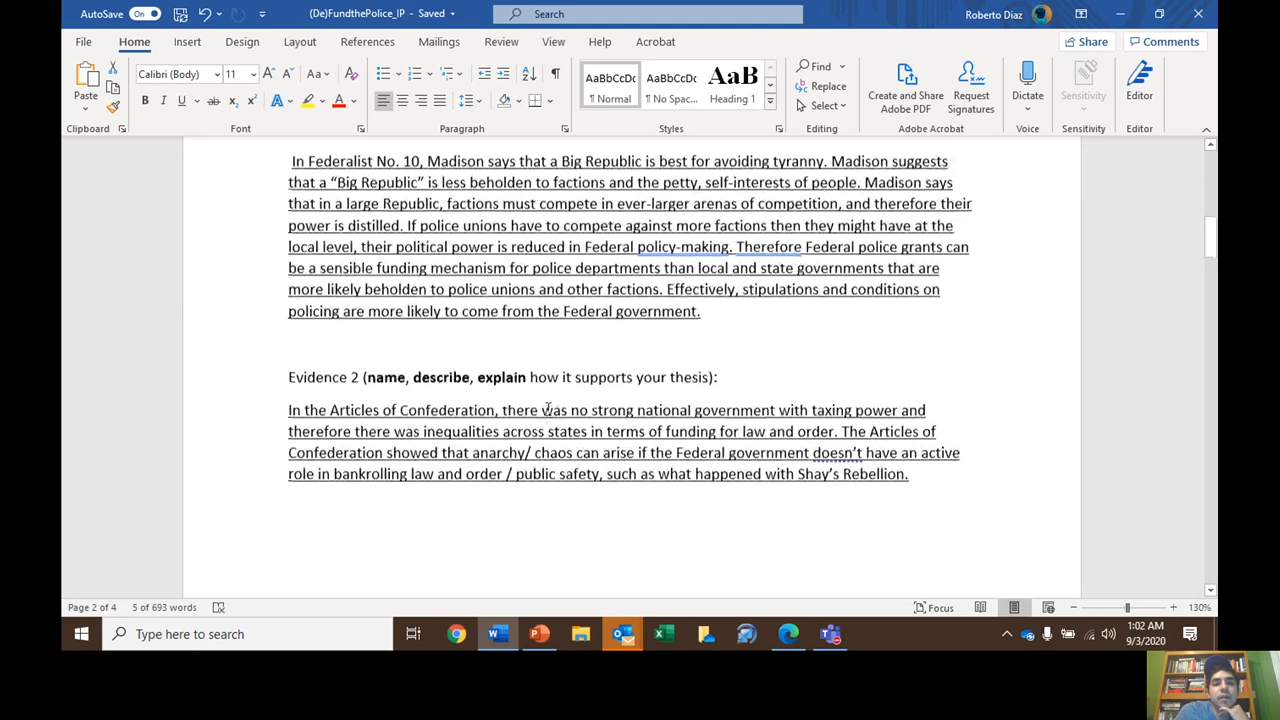 AutoSave On (De)FundthePolice_IP - Saved Search Roberto Diaz
File Home Insert Design Layout References Mailings Review View Help Acrobat Share Comments
Calibri (Body) 11 Aa AaBbCcDc AaBbCcDc AaB Find
Paste B I U ab x₂ x² A A ¶ Normal ¶ No Spac... Heading 1 Replace Select Create and Share Adobe PDF Request Signatures Dictate Sensitivity Editor
Clipboard Font Paragraph Styles Editing Adobe Acrobat Voice Sensitivity Editor
In Federalist No. 10, Madison says that a Big Republic is best for avoiding tyranny. Madison suggests
that a “Big Republic” is less beholden to factions and the petty, self-interests of people. Madison says
that in a large Republic, factions must compete in ever-larger arenas of competition, and therefore their
power is distilled. If police unions have to compete against more factions then they might have at the
local level, their political power is reduced in Federal policy-making. Therefore Federal police grants can
be a sensible funding mechanism for police departments than local and state governments that are
more likely beholden to police unions and other factions. Effectively, stipulations and conditions on
policing are more likely to come from the Federal government.
Evidence 2 (name, describe, explain how it supports your thesis):
In the Articles of Confederation, there was no strong national government with taxing power and
therefore there was inequalities across states in terms of funding for law and order. The Articles of
Confederation showed that anarchy/ chaos can arise if the Federal government doesn’t have an active
role in bankrolling law and order / public safety, such as what happened with Shay’s Rebellion.
Page 2 of 4 5 of 693 words Focus 130%
Type here to search 1:02 AM
9/3/2020